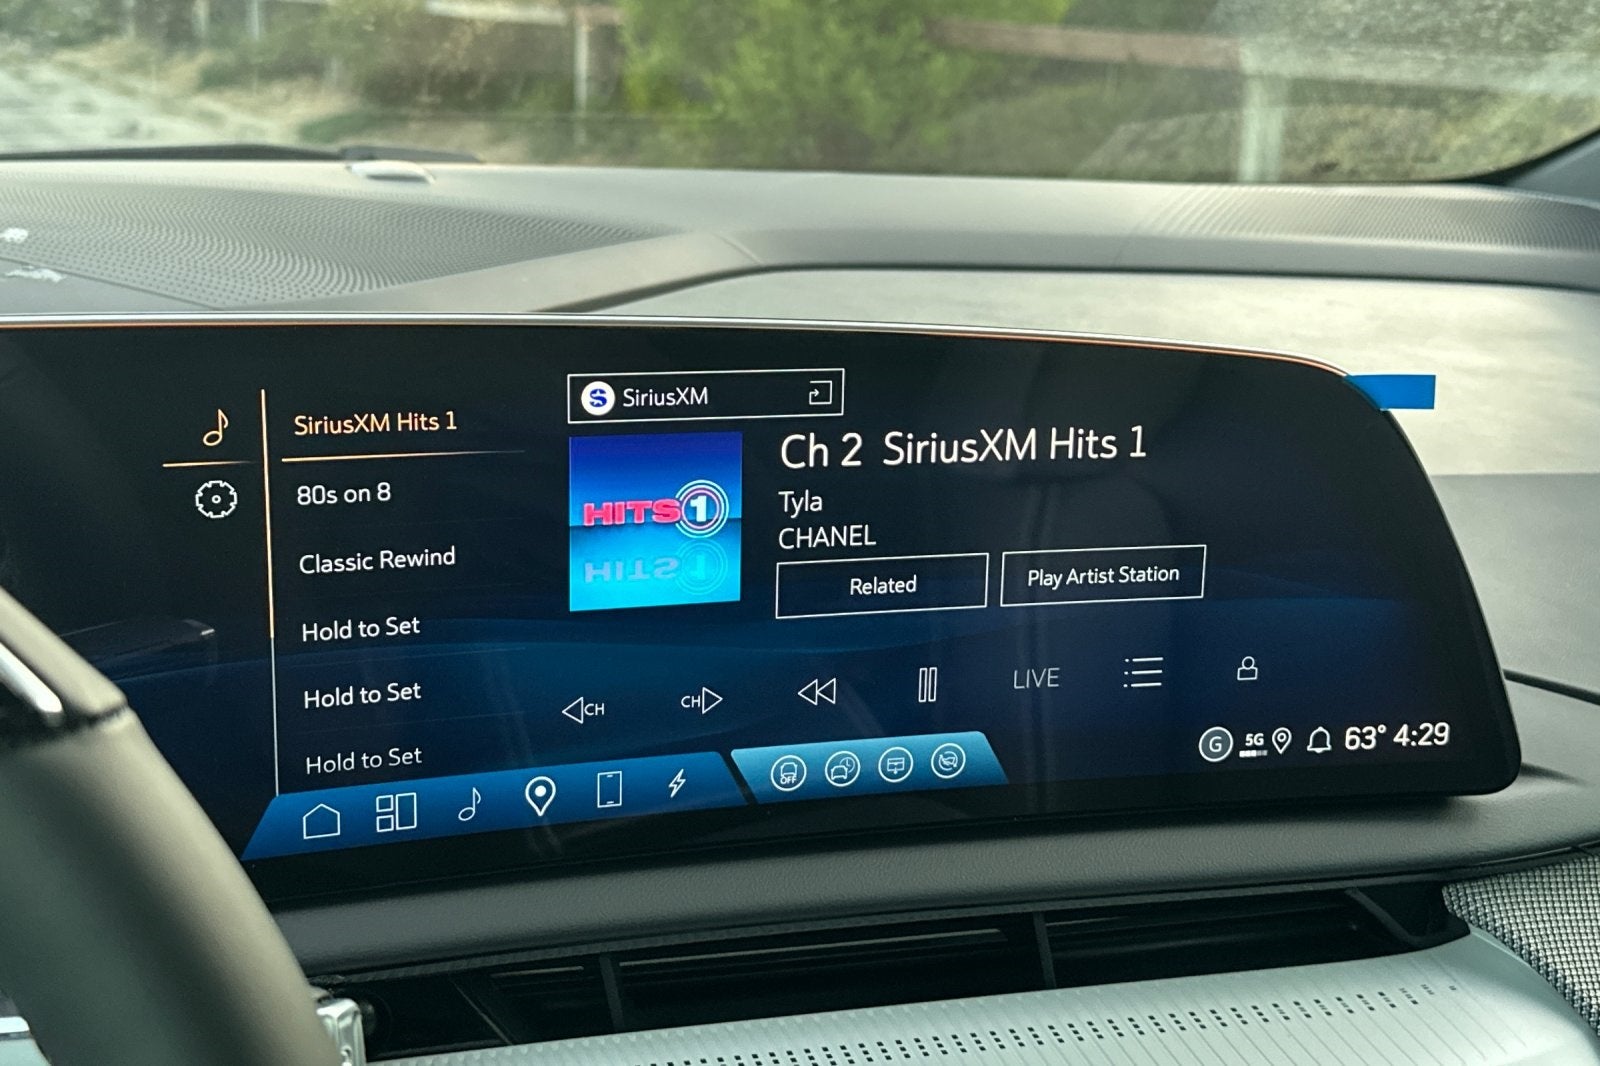 SiriusXM Hits 1
80s on 8
Classic Rewind
Hold to Set
Hold to Set
Hold to Set
SiriusXM
HITS 1
Ch 2 SiriusXM Hits 1
Tyla
CHANEL
Related
Play Artist Station
CH
CH
LIVE
OFF
G 5G 63° 4:29